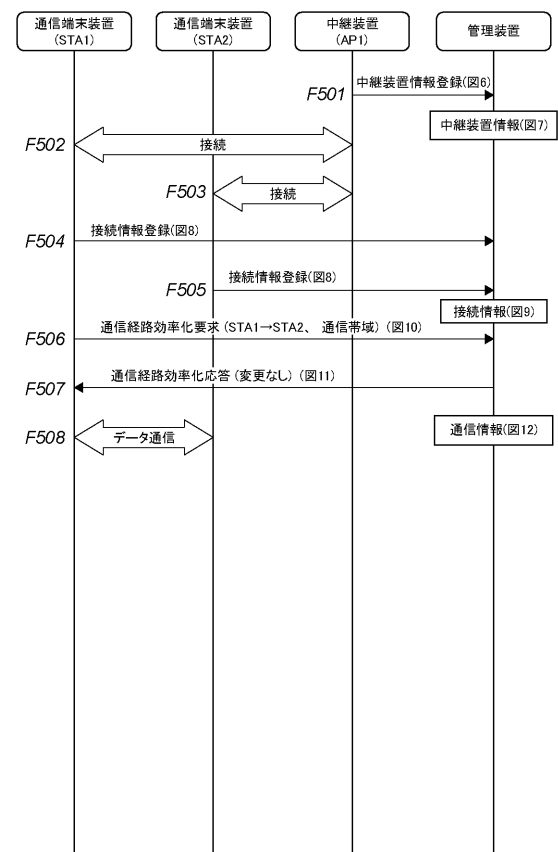 通信端末装置
(STA1)
通信端末装置
(STA2)
中継装置
(AP1)
管理装置
F501
中継装置情報登録(図6)
中継装置情報(図7)
F502
接続
F503
接続
F504
接続情報登録(図8)
F505
接続情報登録(図8)
接続情報(図9)
F506
通信経路効率化要求(STA1→STA2、通信帯域)(図10)
F507
通信経路効率化応答(変更なし)(図11)
F508
データ通信
通信情報(図12)